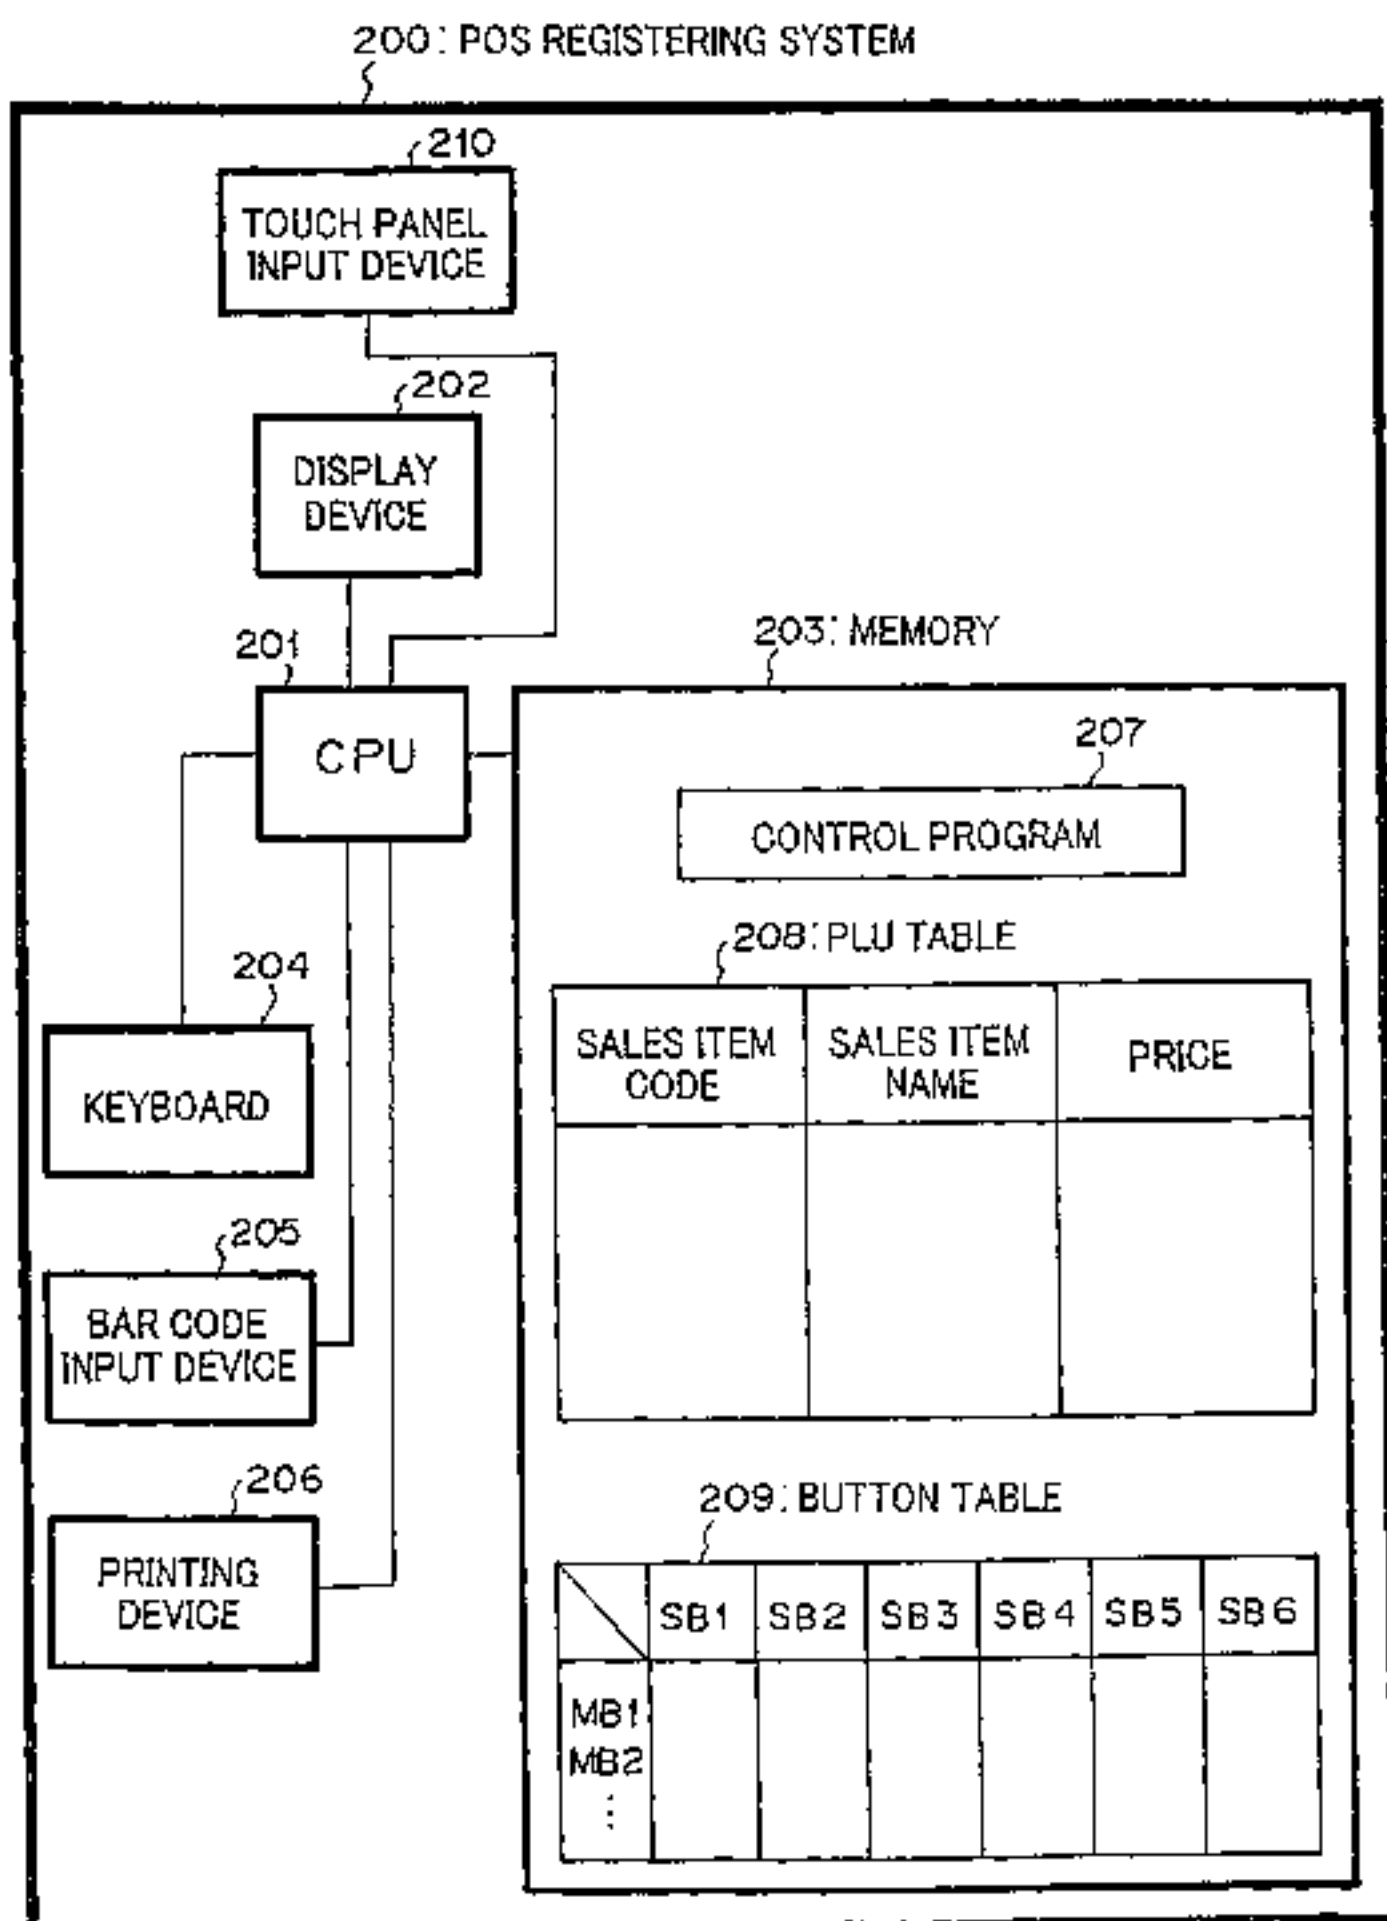 200: POS REGISTERING SYSTEM
210
TOUCH PANEL
INPUT DEVICE
202
DISPLAY
DEVICE
201
CPU
203: MEMORY
207
CONTROL PROGRAM
208: PLU TABLE
SALES ITEM
CODE
SALES ITEM
NAME
PRICE
204
KEYBOARD
205
BAR CODE
INPUT DEVICE
206
PRINTING
DEVICE
209: BUTTON TABLE
SB1 SB2 SB3 SB4 SB5 SB6
MB1
MB2
⋮